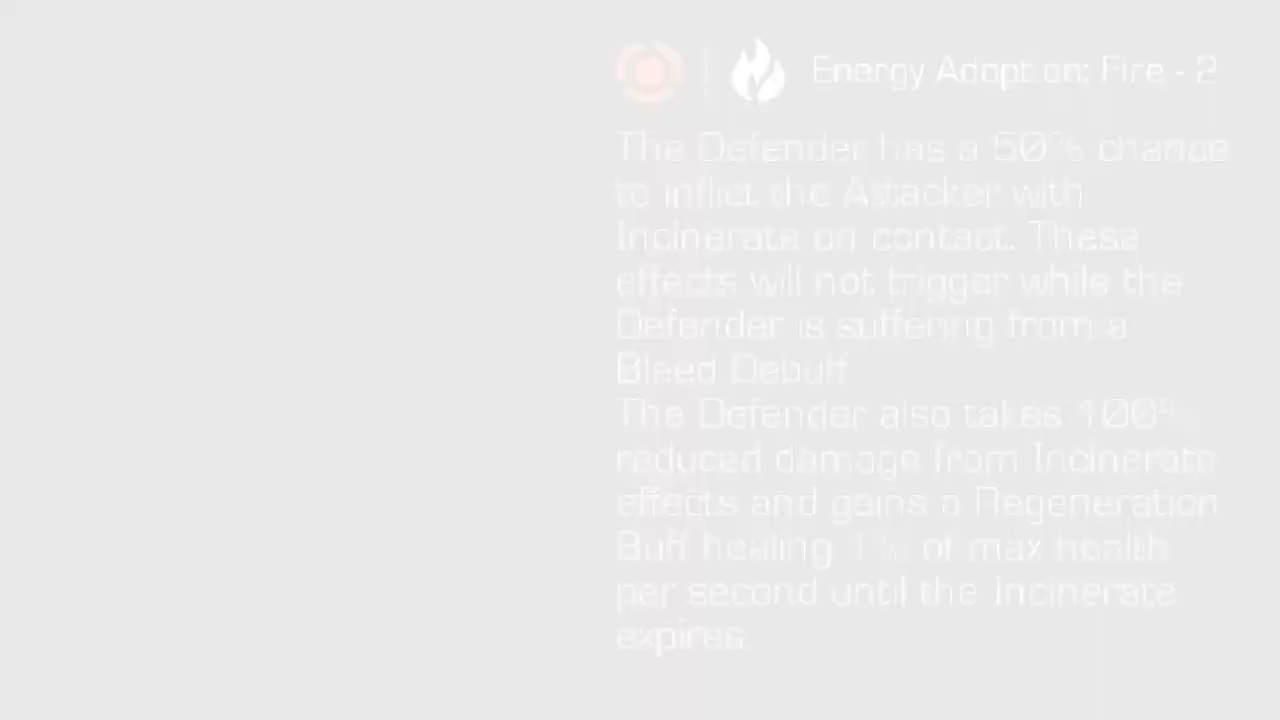 Energy Adaption: Fire - 2
The Defender has a 50% chance
to inflict the Attacker with
Incinerate on contact. These
effects will not trigger while the
Defender is suffering from a
Bleed Debuff
The Defender also takes 100%
reduced damage from Incinerate
effects and gains a Regeneration
Buff healing 1% of max health
per second until the Incinerate
expires.